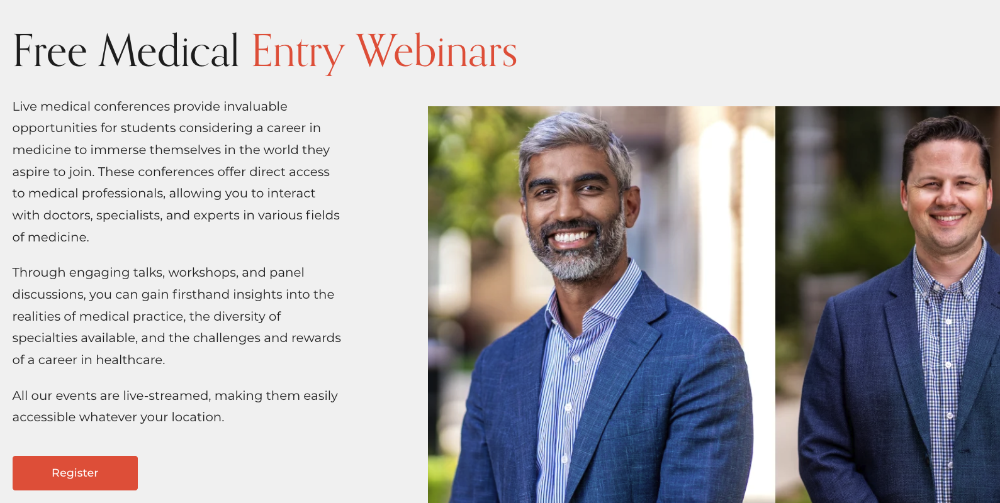 Free Medical Entry Webinars
Live medical conferences provide invaluable
opportunities for students considering a career in
medicine to immerse themselves in the world they
aspire to join. These conferences offer direct access
to medical professionals, allowing you to interact
with doctors, specialists, and experts in various fields
of medicine.
Through engaging talks, workshops, and panel
discussions, you can gain firsthand insights into the
realities of medical practice, the diversity of
specialties available, and the challenges and rewards
of a career in healthcare.
All our events are live-streamed, making them easily
accessible whatever your location.
Register